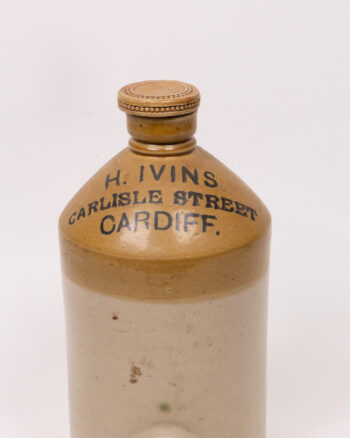 H. IVINS
CARLISLE STREET
CARDIFF.